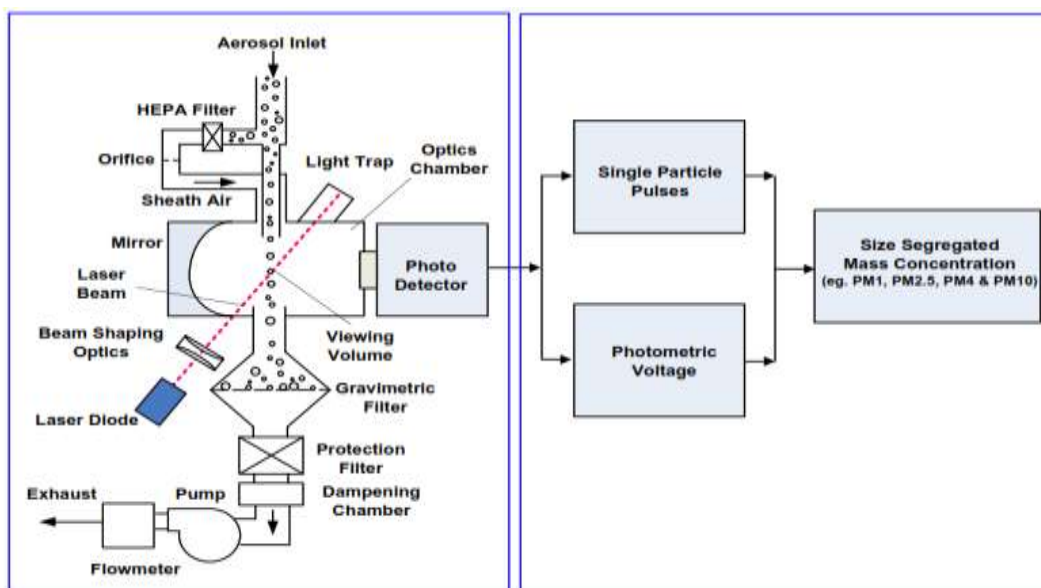 Aerosol Inlet
HEPA Filter
Orifice
Light Trap
Optics
Chamber
Sheath Air
Mirror
Laser
Beam
Photo
Detector
Beam Shaping
Optics
Viewing
Volume
Gravimetric
Filter
Laser Diode
Protection
Filter
Dampening
Chamber
Exhaust
Pump
Flowmeter
Single Particle
Pulses
Photometric
Voltage
Size Segregated
Mass Concentration
(eg. PM1, PM2.5, PM4 & PM10)